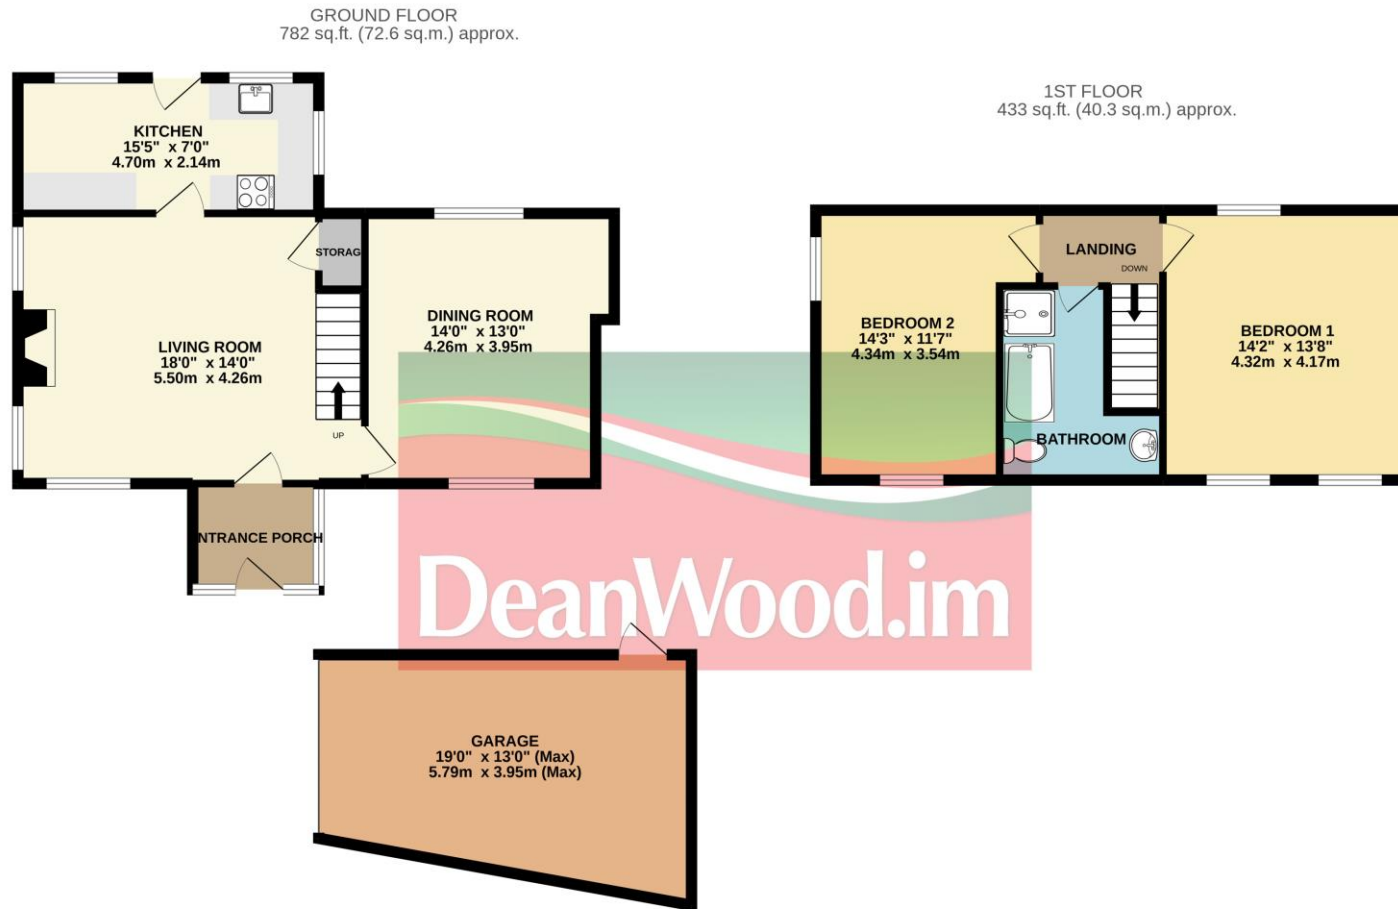 GROUND FLOOR
782 sq.ft. (72.6 sq.m.) approx.
1ST FLOOR
433 sq.ft. (40.3 sq.m.) approx.
KITCHEN
15'5" x 7'0"
4.70m x 2.14m
STORAG
LIVING ROOM
18'0" x 14'0"
5.50m x 4.26m
UP
DINING ROOM
14'0" x 13'0"
4.26m x 3.95m
NTRANCE PORCH
LANDING
DOWN
BEDROOM 2
14'3" x 11'7"
4.34m x 3.54m
BEDROOM 1
14'2" x 13'8"
4.32m x 4.17m
BATHROOM
DeanWood.im
GARAGE
19'0" x 13'0" (Max)
5.79m x 3.95m (Max)